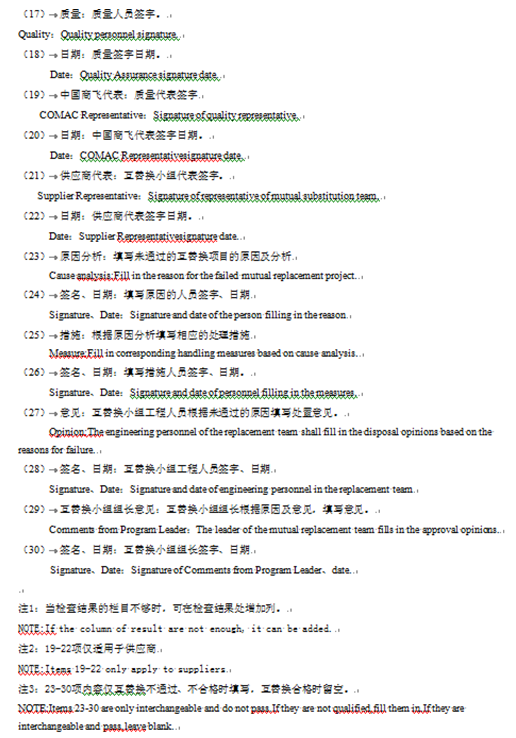 （17）→质量：质量人员签字。
Quality：Quality personnel signature.
（18）→日期：质量签字日期。
Date：Quality Assurance signature date.
（19）→中国商飞代表：质量代表签字.
COMAC Representative：Signature of quality representative.
（20）→日期：中国商飞代表签字日期。
Date：COMAC Representativesignature date.
（21）→供应商代表：互替换小组代表签字。
Supplier Representative：Signature of representative of mutual substitution team.
（22）→日期：供应商代表签字日期。
Date：Supplier Representativesignature date.
（23）→原因分析：填写未通过的互替换项目的原因及分析.
Cause analysis:Fill in the reason for the failed mutual replacement project.
（24）→签名、日期：填写原因的人员签字、日期.
Signature、Date：Signature and date of the person filling in the reason.
（25）→措施：根据原因分析填写相应的处理措施.
Measure:Fill in corresponding handling measures based on cause analysis.
（26）→签名、日期：填写措施人员签字、日期。
Signature、Date：Signature and date of personnel filling in the measures.
（27）→意见：互替换小组工程人员根据未通过的原因填写处置意见。
Opinion:The engineering personnel of the replacement team shall fill in the disposal opinions based on the
reasons for failure.
（28）→签名、日期：互替换小组工程人员签字、日期.
Signature、Date：Signature and date of engineering personnel in the replacement team.
（29）→互替换小组组长意见：互替换小组组长根据原因及意见，填写意见。
Comments from Program Leader：The leader of the mutual replacement team fills in the approval opinions.
（30）→签名、日期：互替换小组组长签字、日期.
Signature、Date：Signature of Comments from Program Leader、date.
注1：当检查结果的栏目不够时，可在检查结果处增加列。
NOTE:If the column of result are not enough, it can be added.
注2：19-22项仅适用于供应商.
NOTE:Items 19-22 only apply to suppliers.
注3：23-30项内容仅互替换不通过、不合格时填写，互替换合格时留空。
NOTE:Items 23-30 are only interchangeable and do not pass.If they are not qualified,fill them in.If they are
interchangeable and pass,leave blank.